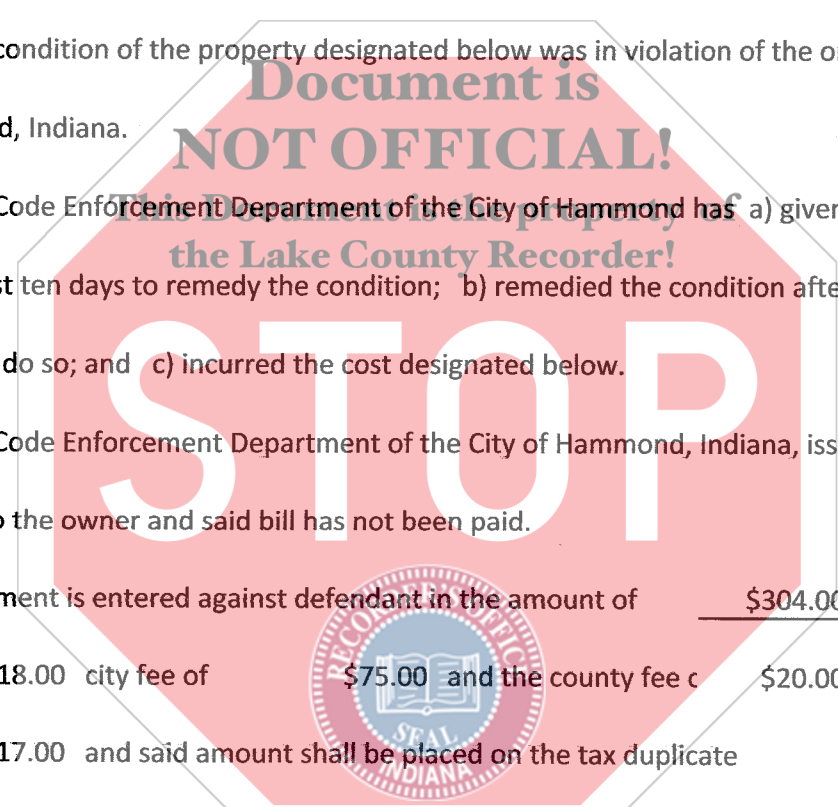 condition of the property designated below was in violation of the o
Document is
d, Indiana.
NOT OFFICIAL!
Code Enforcement Department of the City of Hammond has a) given
This Document is the property of
the Lake County Recorder!
st ten days to remedy the condition; b) remedied the condition afte
do so; and c) incurred the cost designated below.
STOP
Code Enforcement Department of the City of Hammond, Indiana, iss
o the owner and said bill has not been paid.
ment is entered against defendant in the amount of $304.00
RECORDER'S OFFICE
18.00 city fee of $75.00 and the county fee $20.00
SEAL
17.00 and said amount shall be placed on the tax duplicate
INDIANA